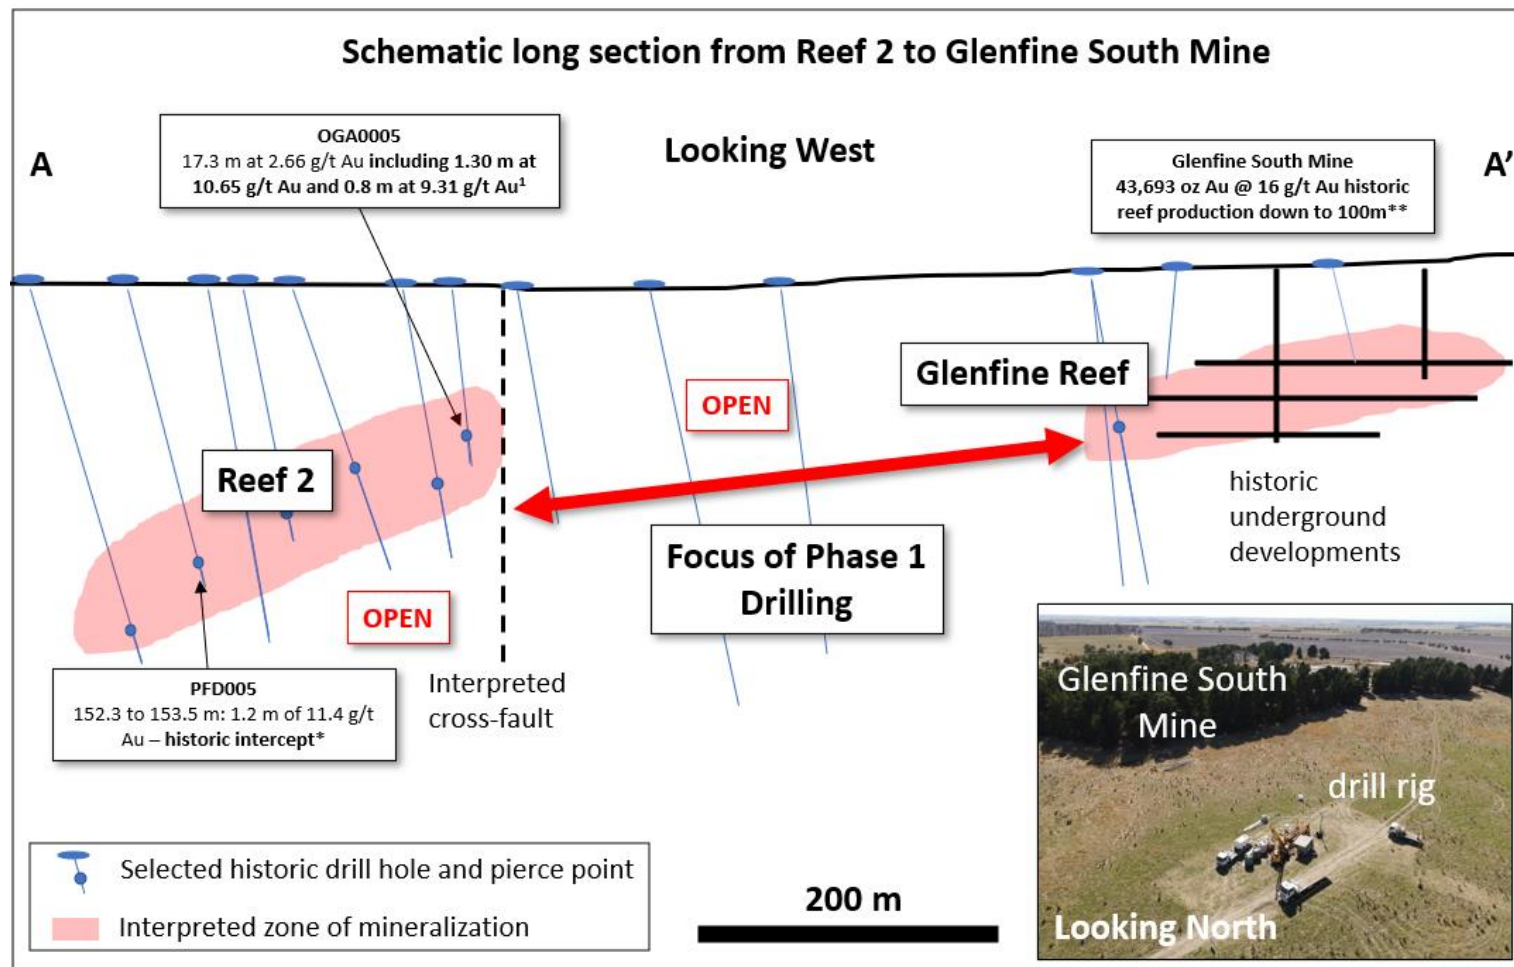 Schematic long section from Reef 2 to Glenfine South Mine
A
OGA0005
17.3 m at 2.66 g/t Au including 1.30 m at
10.65 g/t Au and 0.8 m at 9.31 g/t Au¹
Looking West
Glenfine South Mine
43,693 oz Au @ 16 g/t Au historic
reef production down to 100m**
A’
Reef 2
OPEN
Glenfine Reef
OPEN
Focus of Phase 1
Drilling
historic
underground
developments
PFD005
152.3 to 153.5 m: 1.2 m of 11.4 g/t
Au – historic intercept*
Interpreted
cross-fault
Selected historic drill hole and pierce point
Interpreted zone of mineralization
200 m
Glenfine South
Mine
drill rig
Looking North